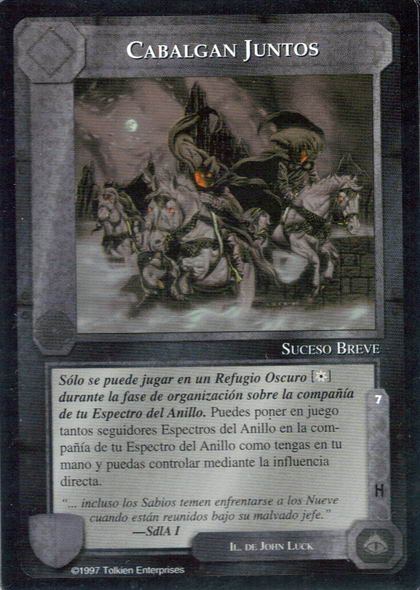 CABALGAN JUNTOS
SUCESO BREVE
Sólo se puede jugar en un Refugio Oscuro []
durante la fase de organización sobre la compañía
de tu Espectro del Anillo. Puedes poner en juego
tantos seguidores Espectros del Anillo en la com-
pañía de tu Espectro del Anillo como tengas en tu
mano y puedas controlar mediante la influencia
directa.
"... incluso los Sabios temen enfrentarse a los Nueve
cuando están reunidos bajo su malvado jefe."
—SdlA I
7
H
IL. DE JOHN LUCK
©1997 Tolkien Enterprises